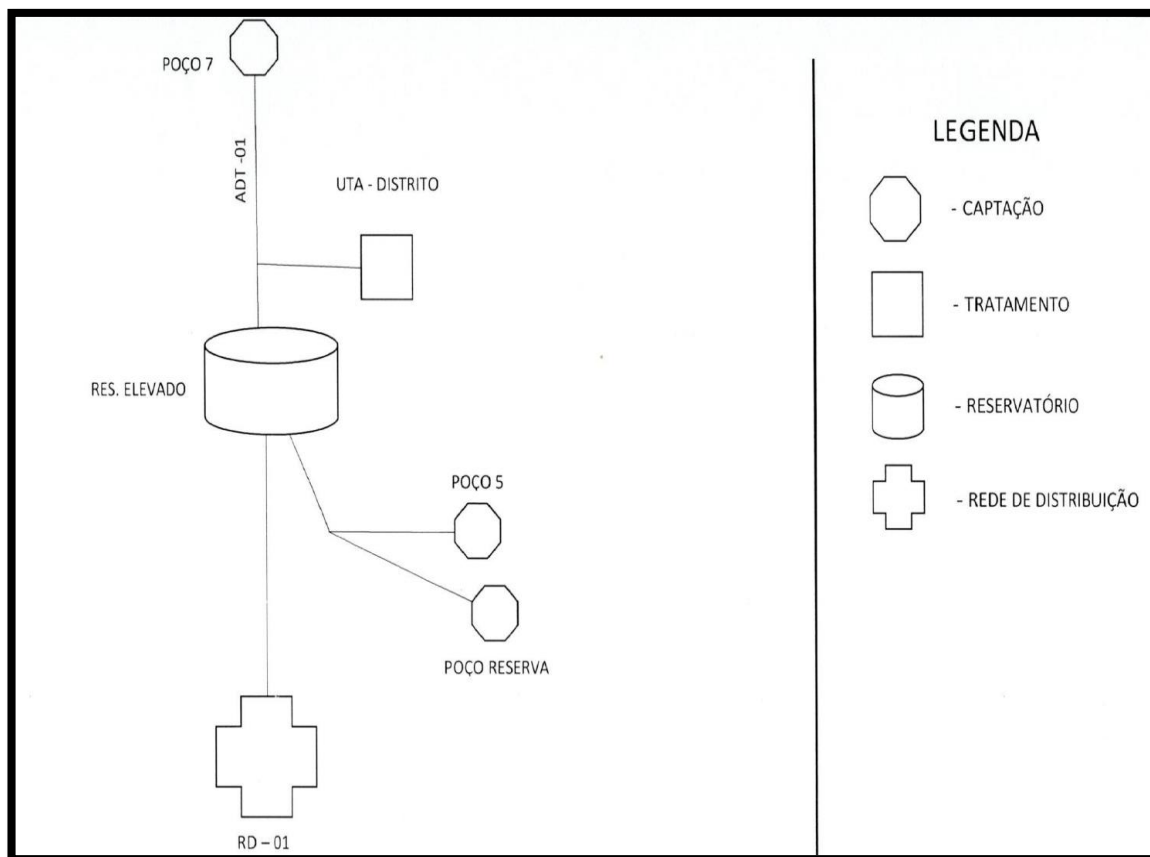 POÇO 7
ADT -01
UTA - DISTRITO
RES. ELEVADO
POÇO 5
POÇO RESERVA
RD – 01
LEGENDA
- CAPTAÇÃO
- TRATAMENTO
- RESERVATÓRIO
- REDE DE DISTRIBUIÇÃO